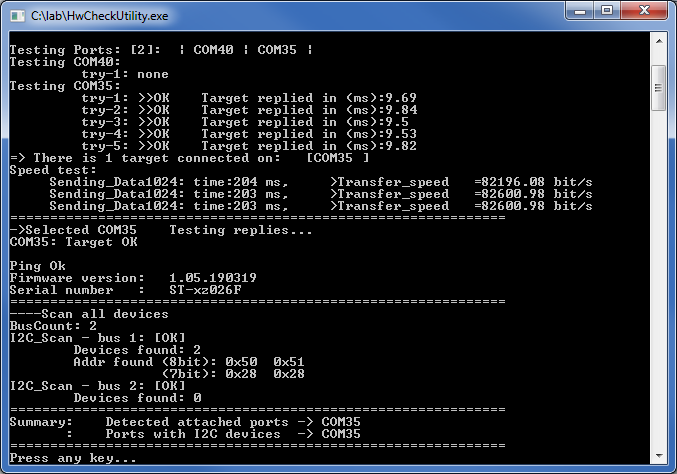 C:\lab\HwCheckUtility.exe
Testing Ports: [2]:  | COM40 | COM35 |
Testing COM40:
try-1: none
Testing COM35:
try-1: >>OK    Target replied in (ms):9.69
try-2: >>OK    Target replied in (ms):9.84
try-3: >>OK    Target replied in (ms):9.5
try-4: >>OK    Target replied in (ms):9.53
try-5: >>OK    Target replied in (ms):9.82
=> There is 1 target connected on:   [COM35 ]
Speed test:
Sending_Data1024: time:204 ms,     >Transfer_speed   =82196.08 bit/s
Sending_Data1024: time:203 ms,     >Transfer_speed   =82600.98 bit/s
Sending_Data1024: time:203 ms,     >Transfer_speed   =82600.98 bit/s
=============================================================
->Selected COM35    Testing replies...
COM35: Target OK
Ping Ok
Firmware version:   1.05.190319
Serial number   :   ST-xz026F
=============================================================
----Scan all devices
BusCount: 2
I2C_Scan - bus 1: [OK]
Devices found: 2
Addr found (8bit): 0x50  0x51
(7bit): 0x28  0x28
I2C_Scan - bus 2: [OK]
Devices found: 0
=============================================================
Summary:    Detected attached ports -> COM35
:    Ports with I2C devices  -> COM35
=============================================================
Press any key...